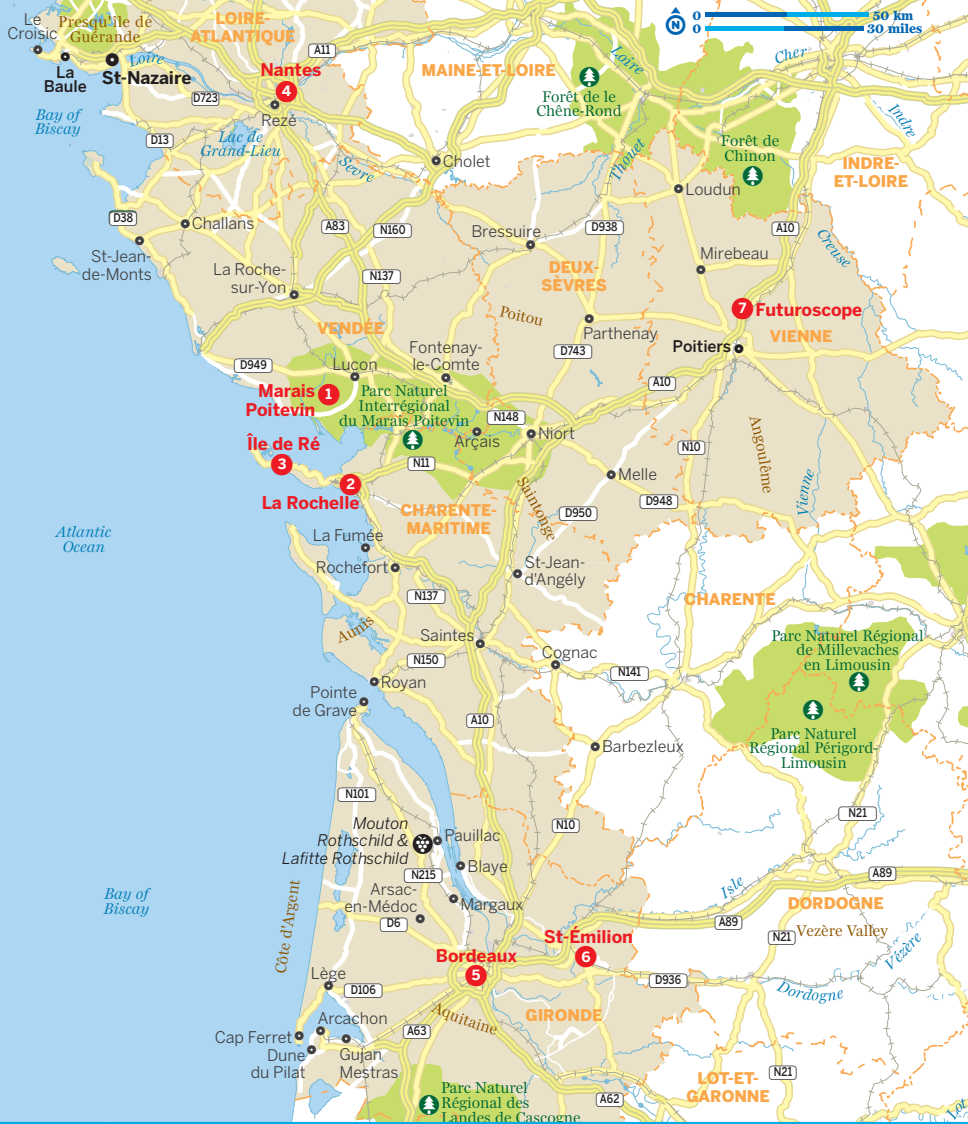 Le
Croisic
Presqu'île de
Guérande
LOIRE-
ATLANTIQUE
A11
La
Baule
St-Nazaire
Loire
Nantes
4
D723
Rezé
MAINE-ET-LOIRE
Loire
Forêt de le
Chêne-Rond
N
0
50 km
0
30 miles
Cher
Indre
Bay of
Biscay
D13
Lac de
Grand-Lieu
Sèvre
Cholet
Thouet
Forêt de
Chinon
INDRE-
ET-LOIRE
Loudun
D38
Challans
A83
N160
Bressuire
D938
A10
Creuse
St-Jean-
de-Monts
La Roche-
sur-Yon
N137
DEUX-
SÈVRES
Mirebeau
7
Futuroscope
VENDÉE
Poitou
Parthenay
Poitiers
VIENNE
D949
Luçon
Fontenay-
le-Comte
D743
A10
Marais
Poitevin
1
Parc Naturel
Interrégional
du Marais Poitevin
N148
Arçais
Niort
N10
Angoulême
Île de Ré
3
N11
Melle
Vienne
2
La Rochelle
Saintonge
D948
D950
CHARENTE-
MARITIME
Atlantic
Ocean
La Fumée
Rochefort
St-Jean-
d'Angély
N137
CHARENTE
Aunis
Saintes
Cognac
Parc Naturel Régional
de Millevaches
en Limousin
N150
N141
Royan
Pointe
de Grave
A10
Parc Naturel
Régional Périgord-
Limousin
Barbezleux
N101
N10
N21
Mouton
Rothschild &
Lafitte Rothschild
Pauillac
Blaye
N215
A89
Isle
Arsac-
en-Médoc
Margaux
DORDOGNE
Bay of
Biscay
D6
A89
Côte d'Argent
St-Émilion
6
N21
Vezère Valley
Vézère
Bordeaux
5
Lège
D106
D936
Dordogne
Arcachon
Cap Ferret
A63
Aquitaine
GIRONDE
Dune
du Pilat
Gujan
Mestras
LOT-ET-
GARONNE
N21
Parc Naturel
Régional des
Landes de Cascogne
A62
Lot